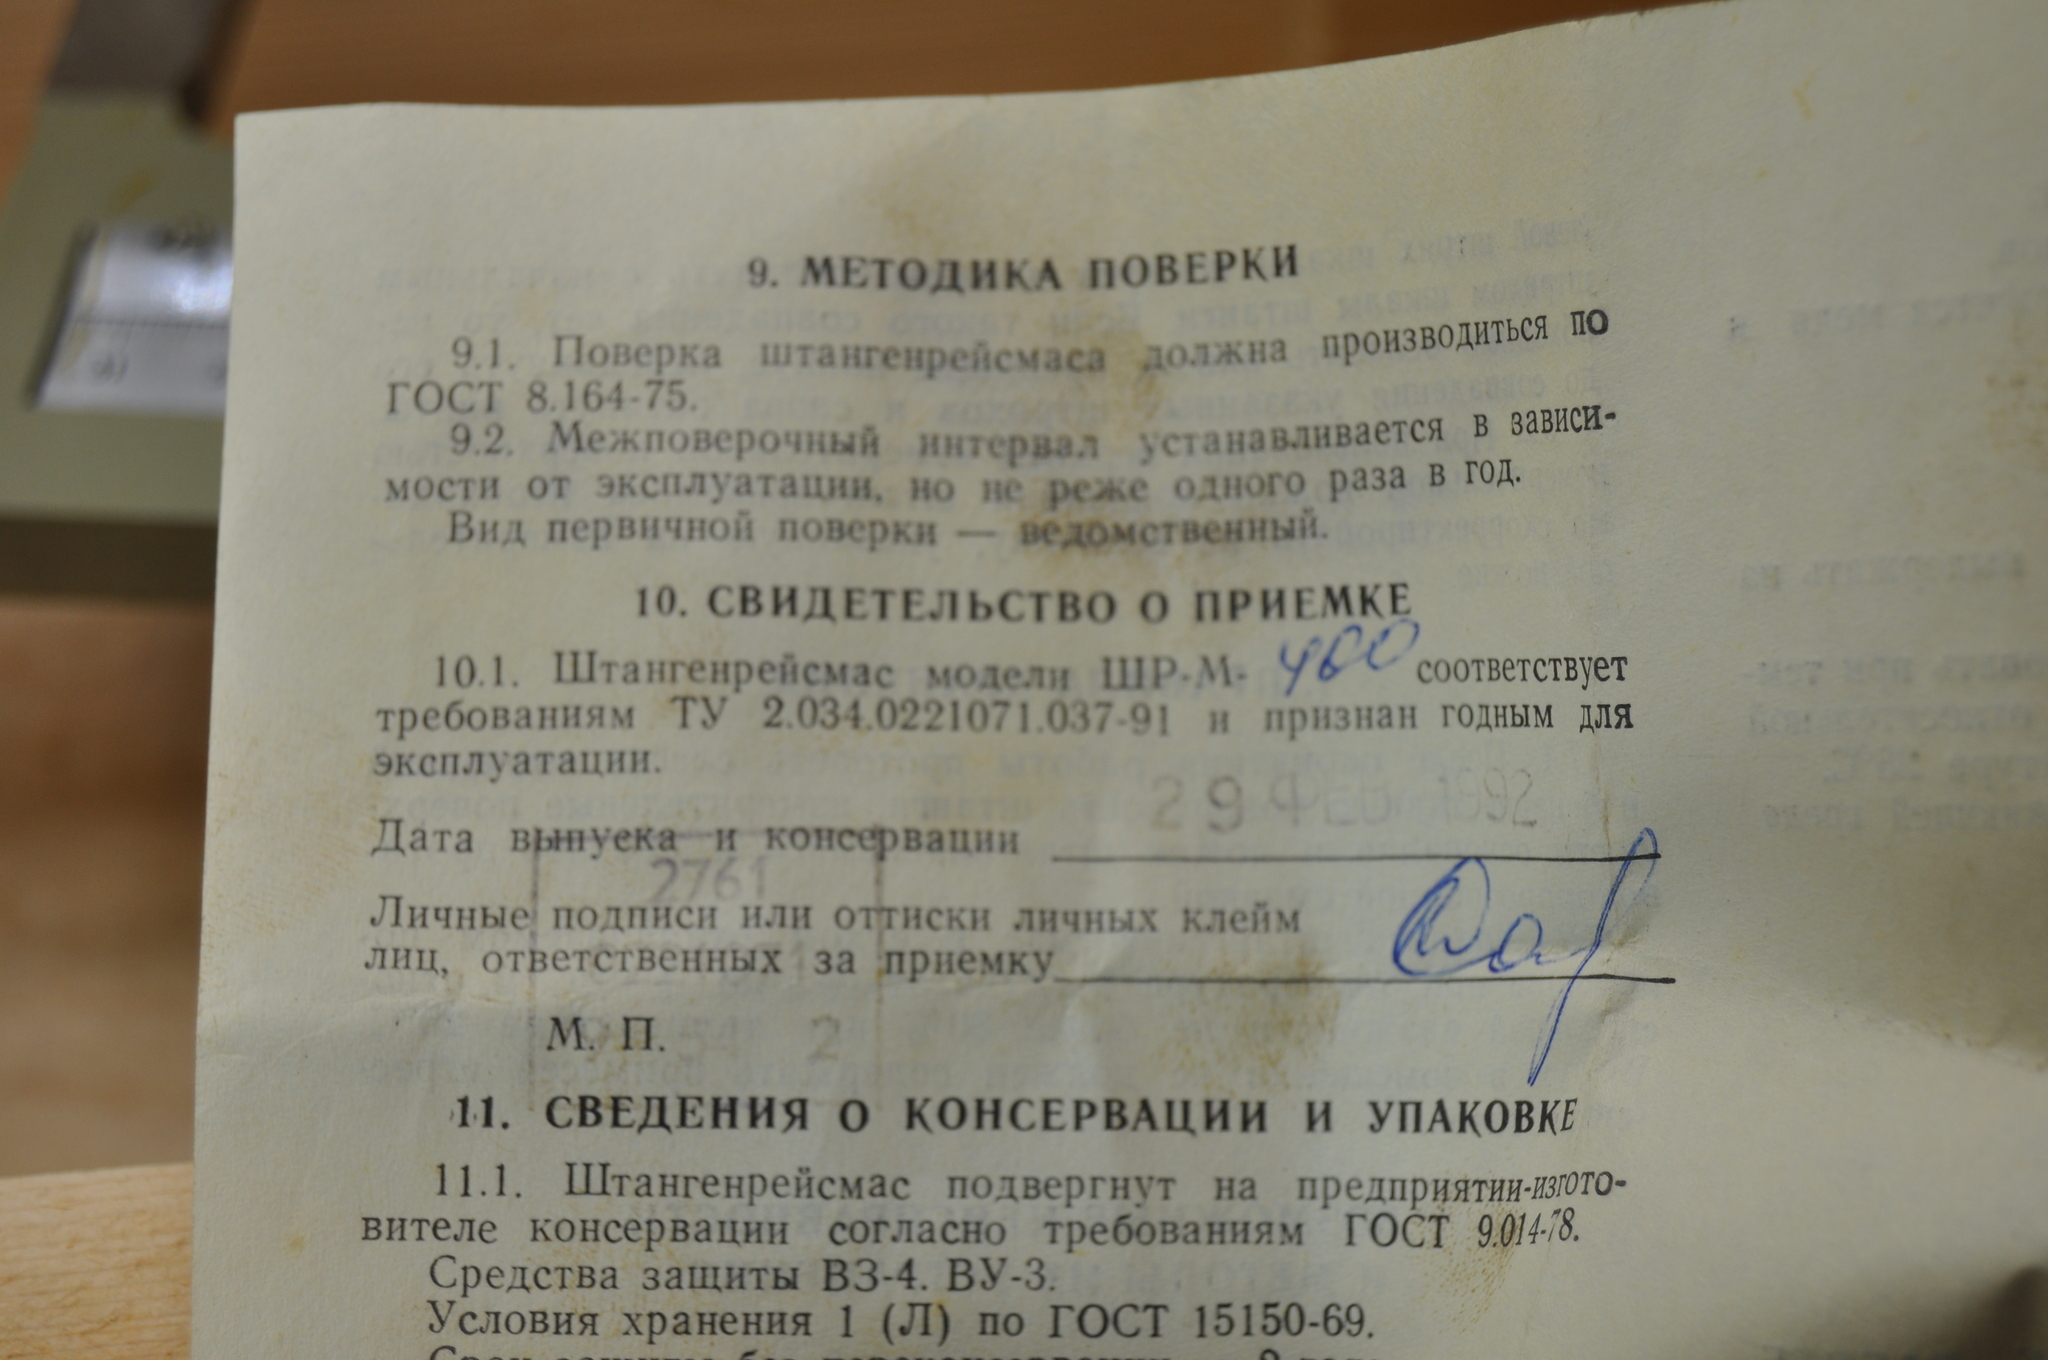 9. МЕТОДИКА ПОВЕРКИ
9.1. Поверка штангенрейсмаса должна производиться по
ГОСТ 8.164-75.
9.2. Межповерочный интервал устанавливается в зависи-
мости от эксплуатации, но не реже одного раза в год.
Вид первичной поверки — ведомственный.
10. СВИДЕТЕЛЬСТВО О ПРИЕМКЕ
10.1. Штангенрейсмас модели ШР-М- 400 соответствует
требованиям ТУ 2.034.0221071.037-91 и признан годным для
эксплуатации.
29 ФЕВ 1992
Дата выпуска и консервации
2761
Личные подписи или оттиски личных клейм
лиц, ответственных за приемку
М. П.
2
11. СВЕДЕНИЯ О КОНСЕРВАЦИИ И УПАКОВКЕ
11.1. Штангенрейсмас подвергнут на предприятии-изгото-
вителе консервации согласно требованиям ГОСТ 9.014-78.
Средства защиты ВЗ-4. ВУ-3.
Условия хранения 1 (Л) по ГОСТ 15150-69.